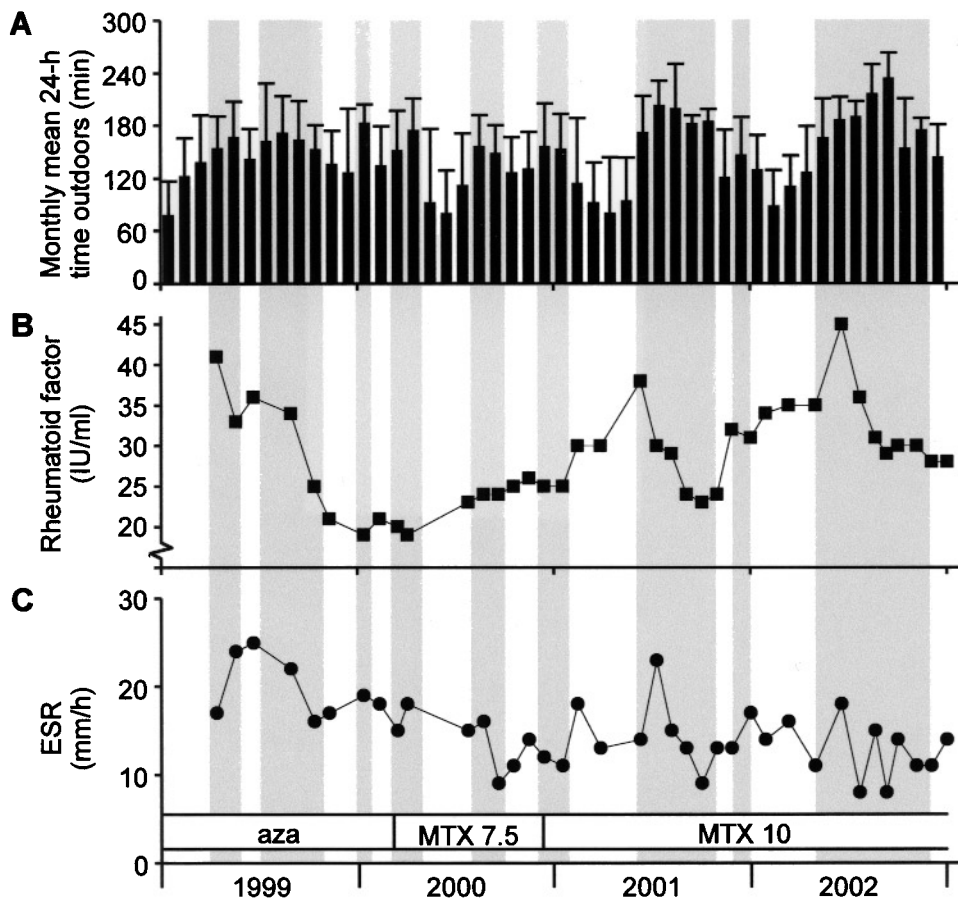 A
Monthly mean 24-h
time outdoors (min)
300
240
180
120
60
0
B
Rheumatoid factor
(IU/ml)
45
40
35
30
25
20
C
ESR
(mm/h)
30
20
10
0
aza MTX 7.5 MTX 10
1999 2000 2001 2002